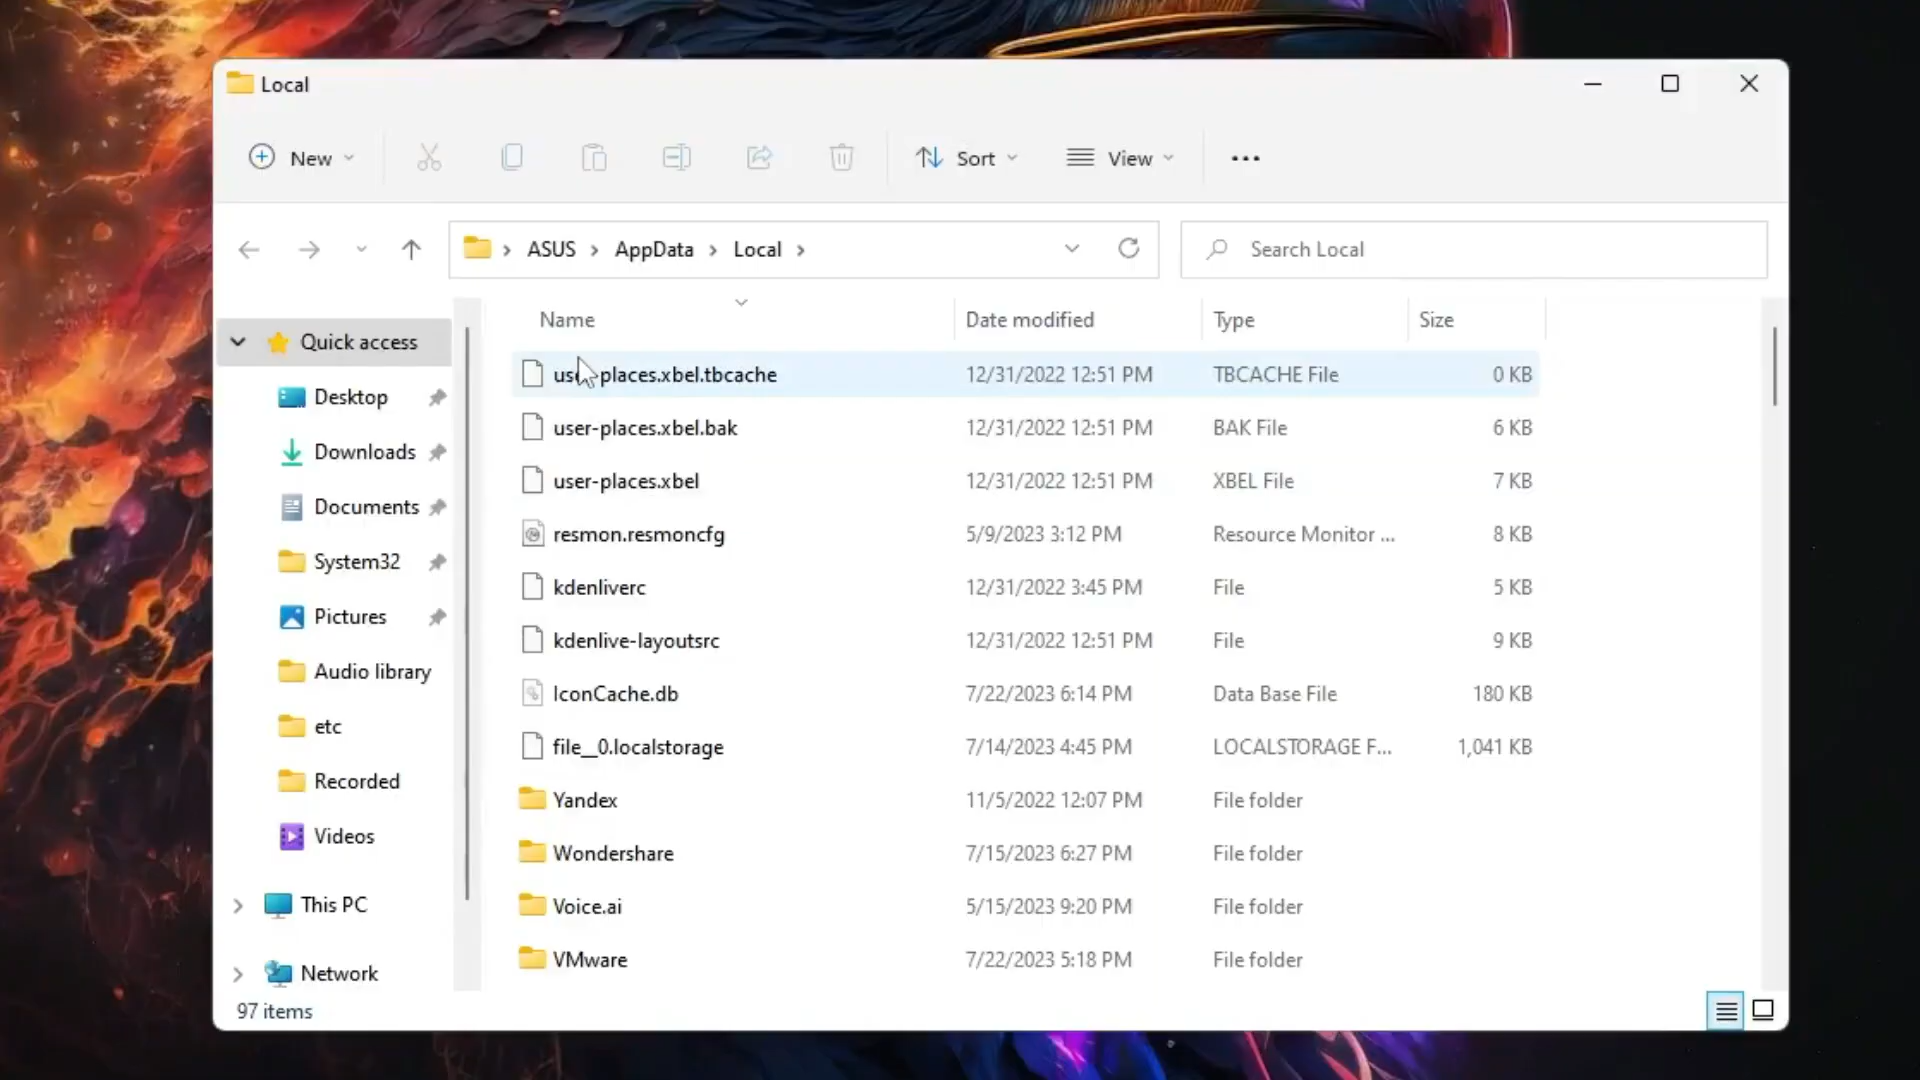 Local
New Sort View
ASUS AppData Local Search Local
Name Date modified Type Size
Quick access
Desktop
Downloads
Documents
System32
Pictures
Audio library
etc
Recorded
Videos
This PC
Network
user-places.xbel.tbcache 12/31/2022 12:51 PM TBCACHE File 0 KB
user-places.xbel.bak 12/31/2022 12:51 PM BAK File 6 KB
user-places.xbel 12/31/2022 12:51 PM XBEL File 7 KB
resmon.resmoncfg 5/9/2023 3:12 PM Resource Monitor ... 8 KB
kdenliverc 12/31/2022 3:45 PM File 5 KB
kdenlive-layoutsrc 12/31/2022 12:51 PM File 9 KB
IconCache.db 7/22/2023 6:14 PM Data Base File 180 KB
file__0.localstorage 7/14/2023 4:45 PM LOCALSTORAGE F... 1,041 KB
Yandex 11/5/2022 12:07 PM File folder
Wondershare 7/15/2023 6:27 PM File folder
Voice.ai 5/15/2023 9:20 PM File folder
VMware 7/22/2023 5:18 PM File folder
97 items